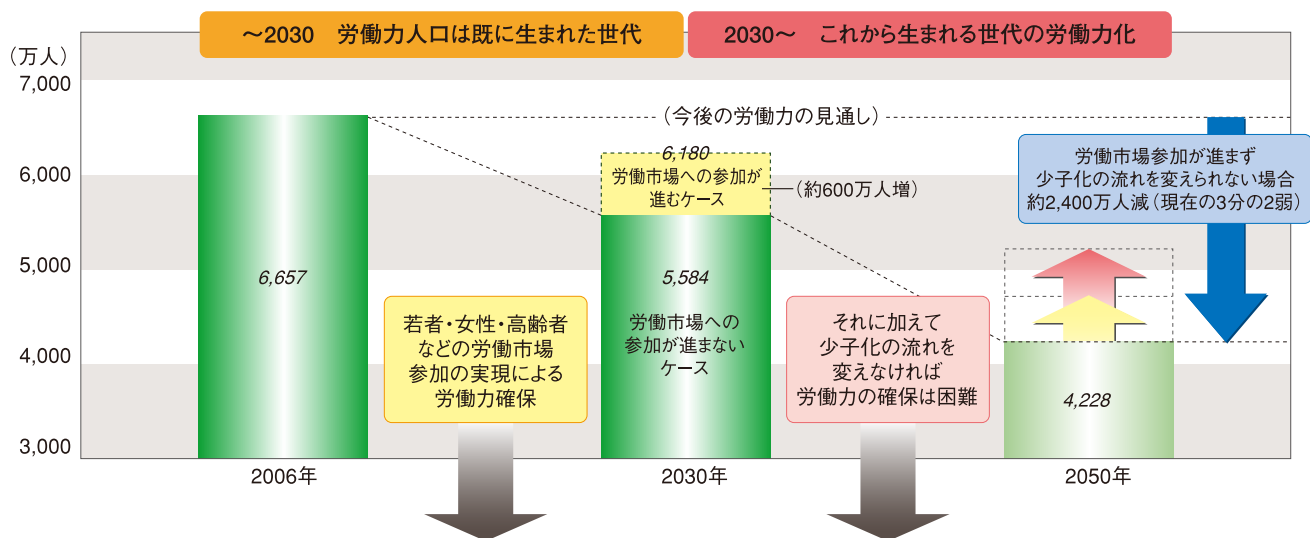 ～2030　労働力人口は既に生まれた世代
2030～　これから生まれる世代の労働力化
(万人)
7,000
6,000
5,000
4,000
3,000
(今後の労働力の見通し)
6,657
6,180
労働市場への参加が
進むケース
(約600万人増)
5,584
労働市場への
参加が進まない
ケース
労働市場参加が進まず
少子化の流れを変えられない場合
約2,400万人減(現在の3分の2弱)
若者・女性・高齢者
などの労働市場
参加の実現による
労働力確保
それに加えて
少子化の流れを
変えなければ
労働力の確保は困難
4,228
2006年
2030年
2050年